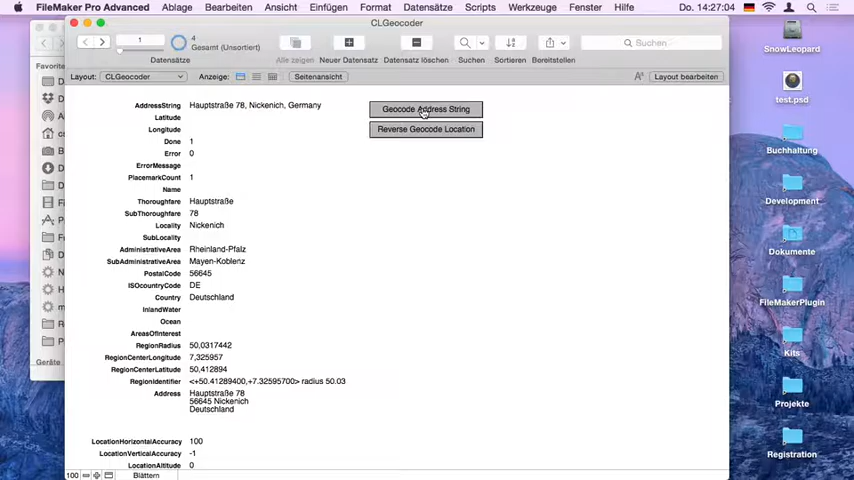 FileMaker Pro Advanced Ablage Bearbeiten Ansicht Einfügen Format Datensätze Scripts Werkzeuge Fenster Hilfe Do. 14:27:04
CLGeocoder
1
4
Gesamt (Unsortiert)
Datensätze
Alle zeigen
Neuer Datensatz
Datensatz löschen
Suchen
Sortieren
Bereitstellen
Suchen
Layout: CLGeocoder Anzeige: Seitenansicht Layout bearbeiten
Favorite
AddressString Hauptstraße 78, Nickenich, Germany
Latitude
Longitude
Done 1
Error 0
ErrorMessage
PlacemarkCount 1
Name
Thoroughfare Hauptstraße
SubThoroughfare 78
Locality Nickenich
SubLocality
AdministrativeArea Rheinland-Pfalz
SubAdministrativeArea Mayen-Koblenz
PostalCode 56645
ISOcountryCode DE
Country Deutschland
InlandWater
Ocean
AreasOfInterest
RegionRadius 50,0317442
RegionCenterLongitude 7,325957
RegionCenterLatitude 50,412894
RegionIdentifier <+50.41289400,+7.32595700> radius 50.03
Address Hauptstraße 78
56645 Nickenich
Deutschland
LocationHorizontalAccuracy 100
LocationVerticalAccuracy -1
LocationAltitude 0
Geocode Address String
Reverse Geocode Location
Geräte
100 Blättern
SnowLeopard
test.psd
Buchhaltung
Development
Dokumente
FileMakerPlugin
Kits
Projekte
Registration